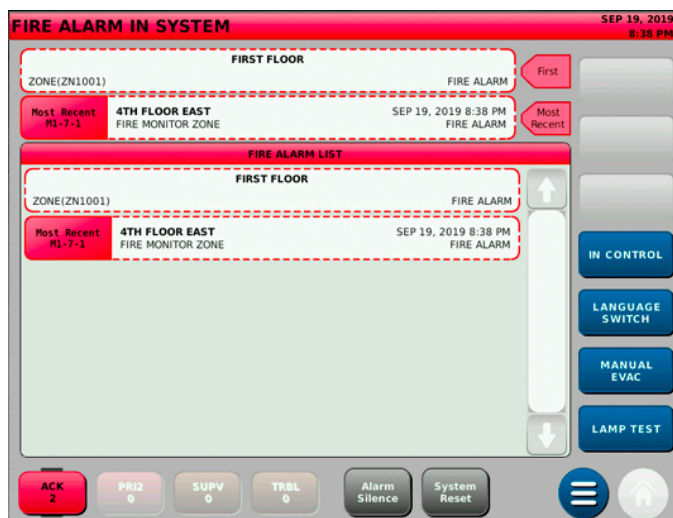 FIRE ALARM IN SYSTEM
SEP 19, 2019
8:38 PM
FIRST FLOOR
ZONE(ZN1001) FIRE ALARM
First
Most Recent
M1-7-1
4TH FLOOR EAST SEP 19, 2019 8:38 PM
FIRE MONITOR ZONE FIRE ALARM
Most
Recent
FIRE ALARM LIST
FIRST FLOOR
ZONE(ZN1001) FIRE ALARM
Most Recent
M1-7-1
4TH FLOOR EAST SEP 19, 2019 8:38 PM
FIRE MONITOR ZONE FIRE ALARM
IN CONTROL
LANGUAGE
SWITCH
MANUAL
EVAC
LAMP TEST
ACK
2
PRI2
0
SUPV
0
TRBL
0
Alarm
Silence
System
Reset